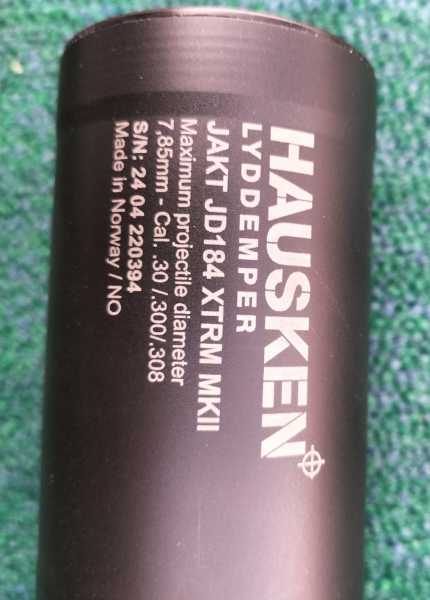 HAUSKEN
LYDDEMPER
JAKT JD184 XTRM MKII
Maximum projectile diameter
7,85mm - Cal. .30 /.300/.308
S/N: 24 04 220394
Made in Norway / NO